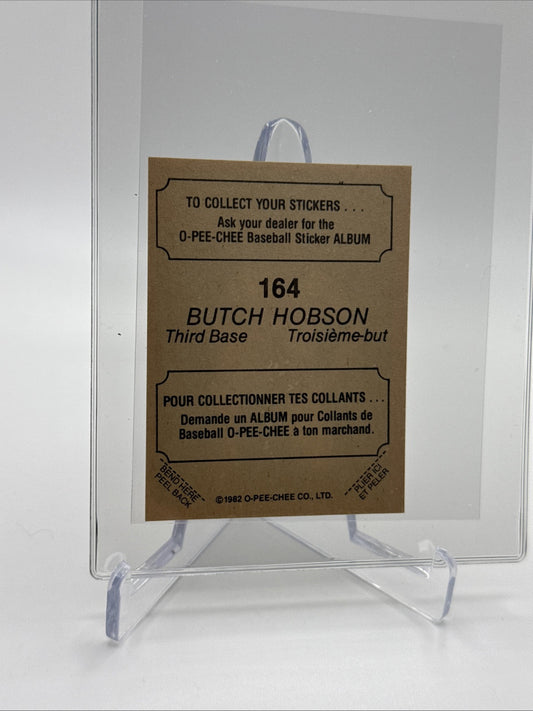 TO COLLECT YOUR STICKERS . . .
Ask your dealer for the
O-PEE-CHEE Baseball Sticker ALBUM
164
BUTCH HOBSON
Third Base Troisième-but
POUR COLLECTIONNER TES COLLANTS . . .
Demande un ALBUM pour Collants de
Baseball O-PEE-CHEE à ton marchand.
BEND HERE
PEEL BACK
PLIER ICI
ET PELER
©1982 O-PEE-CHEE CO., LTD.